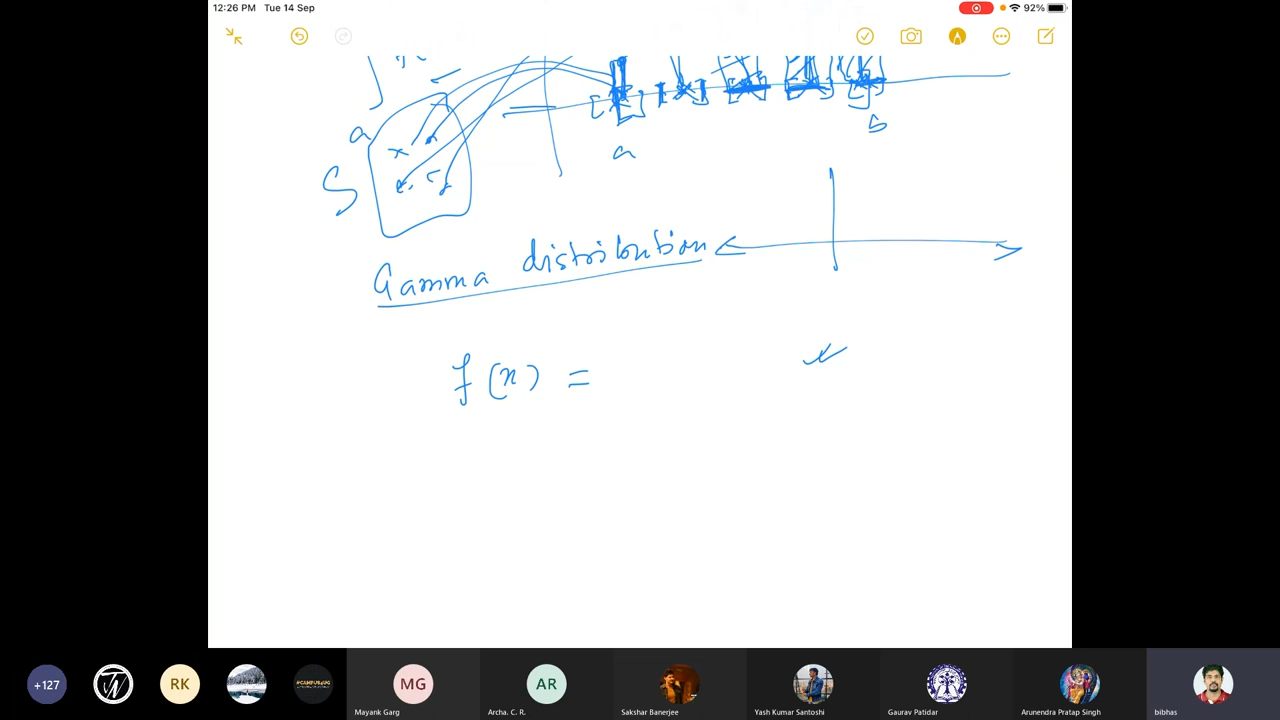 12:26 PM Tue 14 Sep
92%
a
S
a
b
Gamma distribution
f(x) =
+127
RK
MG
AR
Mayank Garg
Archa. C. R.
Sakshar Banerjee
Yash Kumar Santoshi
Gaurav Patidar
Arunendra Pratap Singh
bibhas